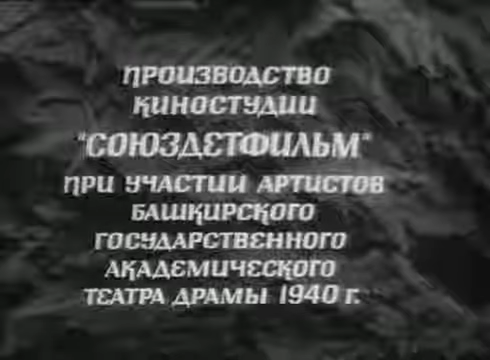 ПРОИЗВОДСТВО
КИНОСТУДИИ
"СОЮЗДЕТФИЛЬМ"
ПРИ УЧАСТИИ АРТИСТОВ
БАШКИРСКОГО
ГОСУДАРСТВЕННОГО
АКАДЕМИЧЕСКОГО
ТЕАТРА ДРАМЫ 1940 г.